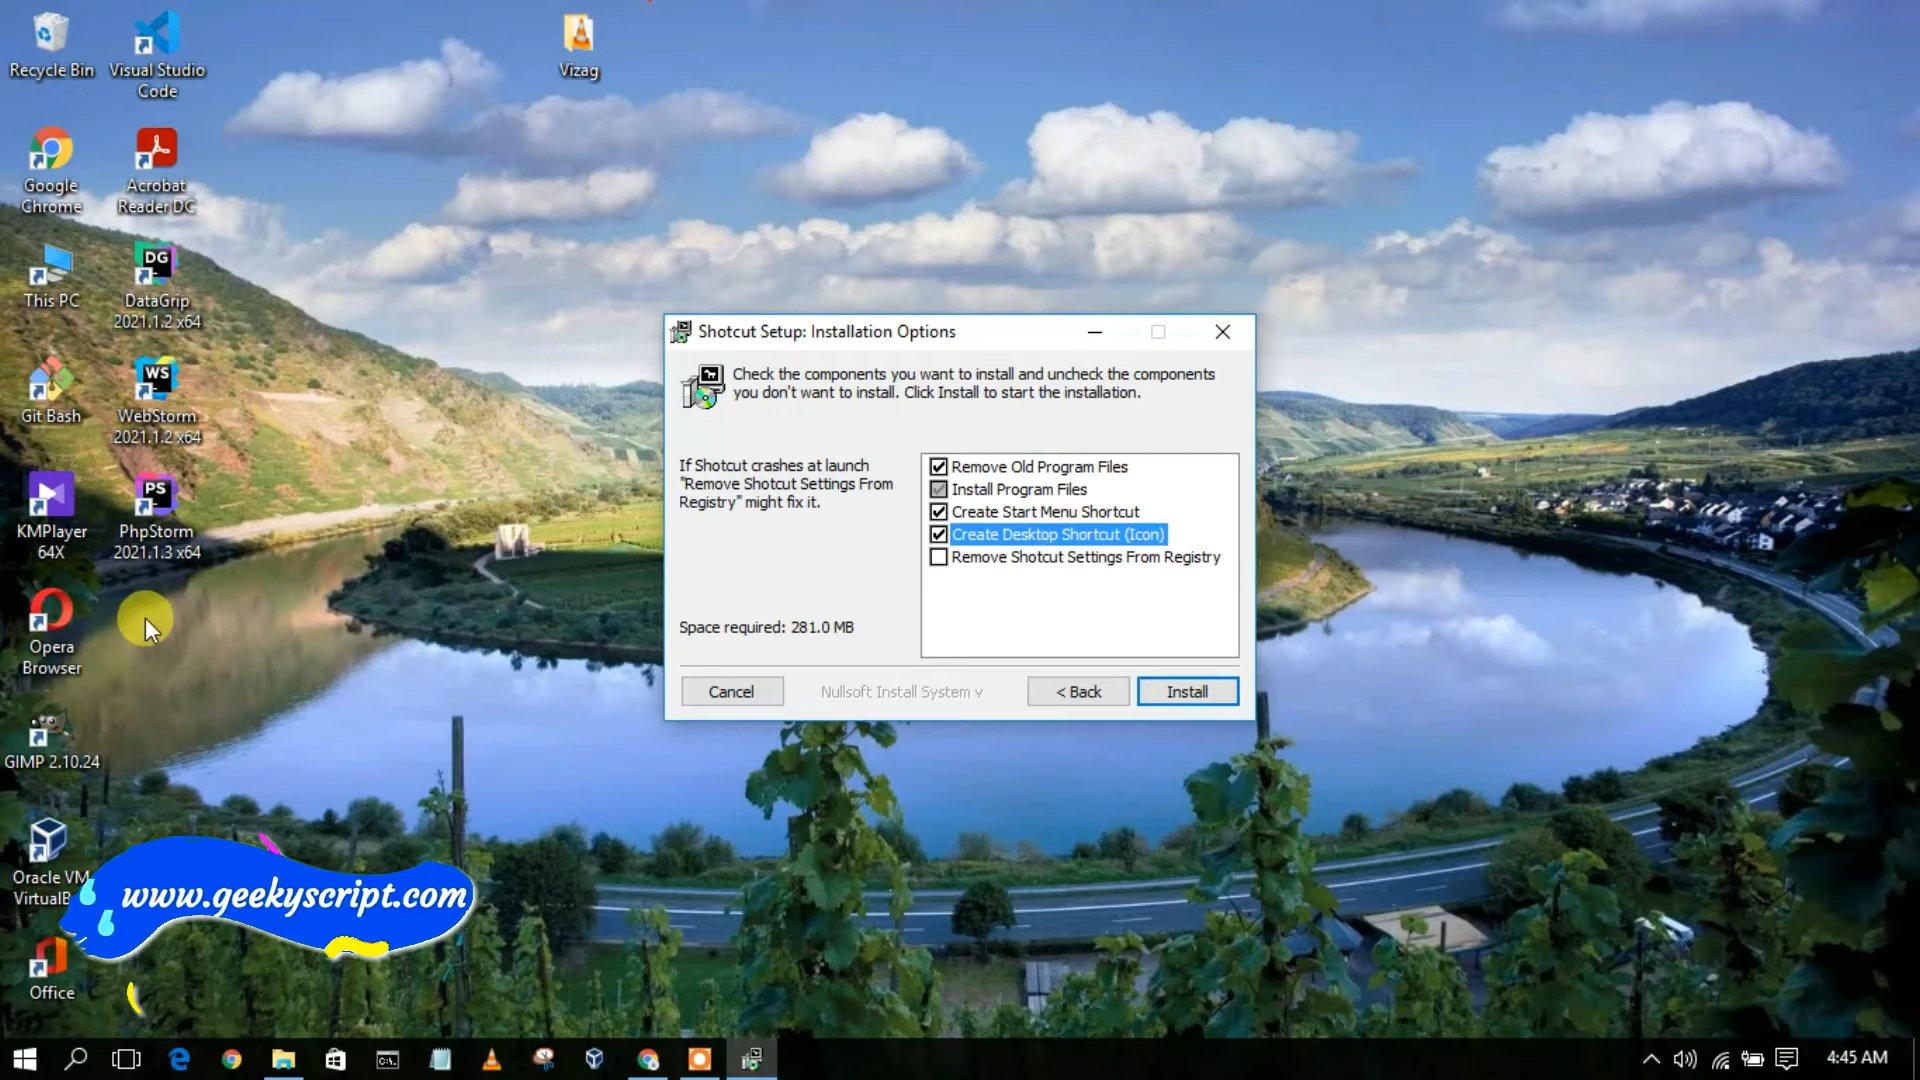 Recycle Bin
Visual Studio
Code
Vizag
Google
Chrome
Acrobat
Reader DC
This PC
DG
DataGrip
2021.1.2 x64
Git Bash
WS
WebStorm
2021.1.2 x64
KMPlayer
64X
PS
PhpStorm
2021.1.3 x64
Opera
Browser
GIMP 2.10.24
Oracle VM
VirtualB
www.geekyscript.com
Office
Shotcut Setup: Installation Options
Check the components you want to install and uncheck the components
you don't want to install. Click Install to start the installation.
If Shotcut crashes at launch
"Remove Shotcut Settings From
Registry" might fix it.
Remove Old Program Files
Install Program Files
Create Start Menu Shortcut
Create Desktop Shortcut (Icon)
Remove Shotcut Settings From Registry
Space required: 281.0 MB
Cancel
Nullsoft Install System v
< Back
Install
4:45 AM